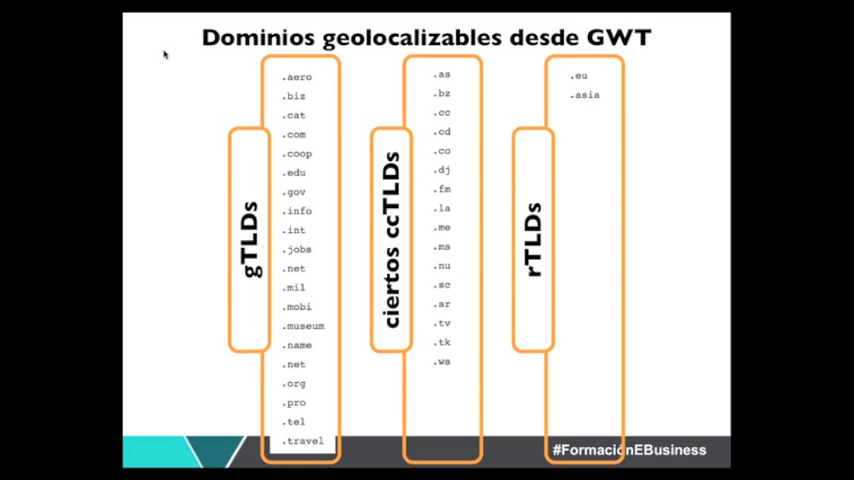 Dominios geolocalizables desde GWT
gTLDs
.aero
.biz
.cat
.com
.coop
.edu
.gov
.info
.int
.jobs
.net
.mil
.mobi
.museum
.name
.net
.org
.pro
.tel
.travel
ciertos ccTLDs
.as
.bz
.cc
.cd
.co
.dj
.fm
.la
.me
.ms
.nu
.sc
.sr
.tv
.tk
.ws
rTLDs
.eu
.asia
#FormaciónEBusiness